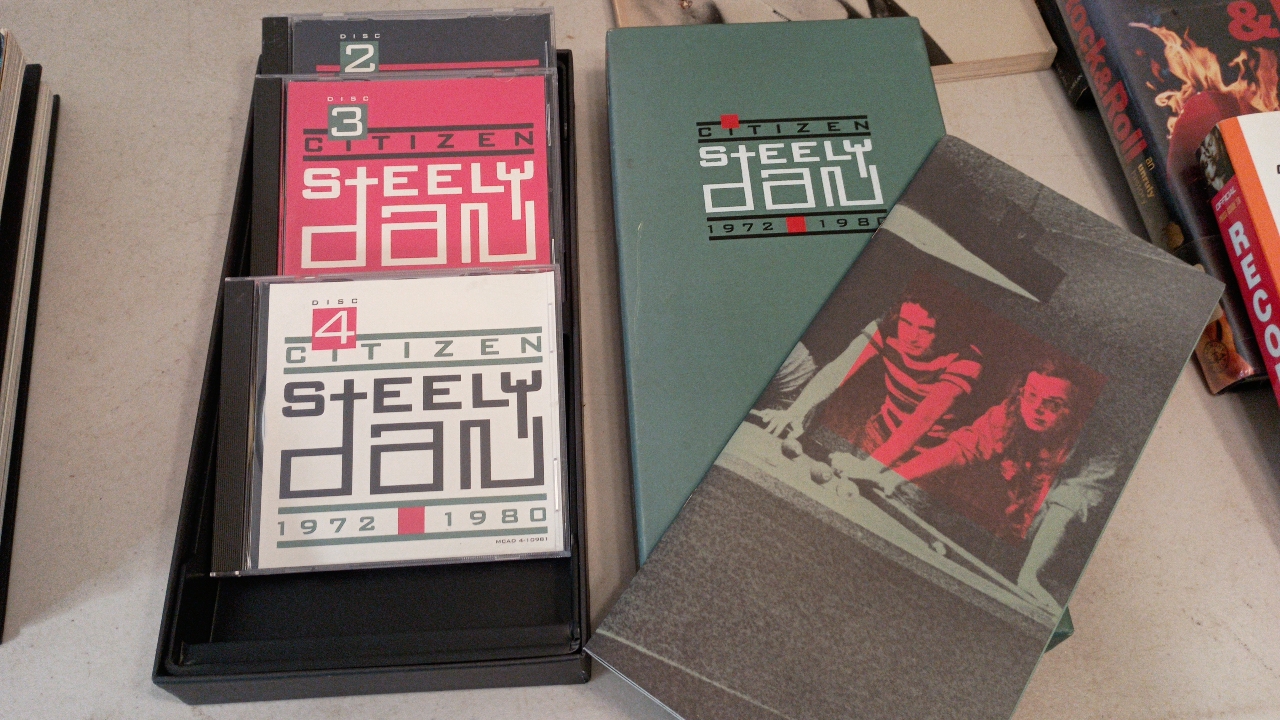 DISC
2
DISC
3
CITIZEN
STEELY
dan
DISC
4
CITIZEN
STEELY
dan
1972 1980
MCAD 4-10981
CITIZEN
STEELY
dan
1972 1980
Rock&Roll
an
&
RECO